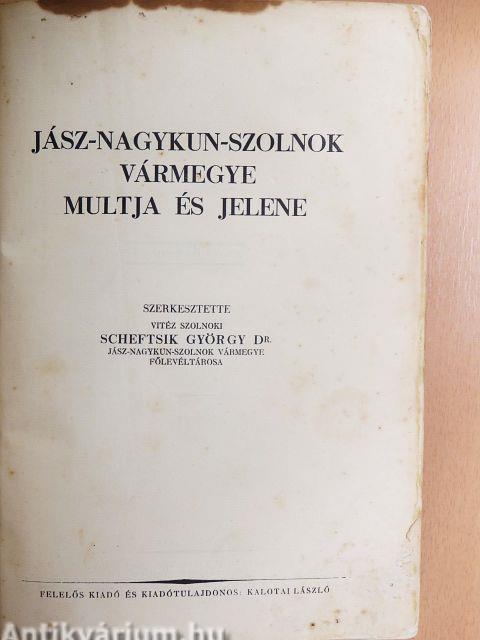 JÁSZ-NAGYKUN-SZOLNOK
VÁRMEGYE
MULTJA ÉS JELENE
SZERKESZTETTE
VITÉZ SZOLNOKI
SCHEFTSIK GYÖRGY DR.
JÁSZ-NAGYKUN-SZOLNOK VÁRMEGYE
FŐLEVÉLTÁROSA
FELELŐS KIADÓ ÉS KIADÓTULAJDONOS: KALOTAI LÁSZLÓ
Antikvárium.hu